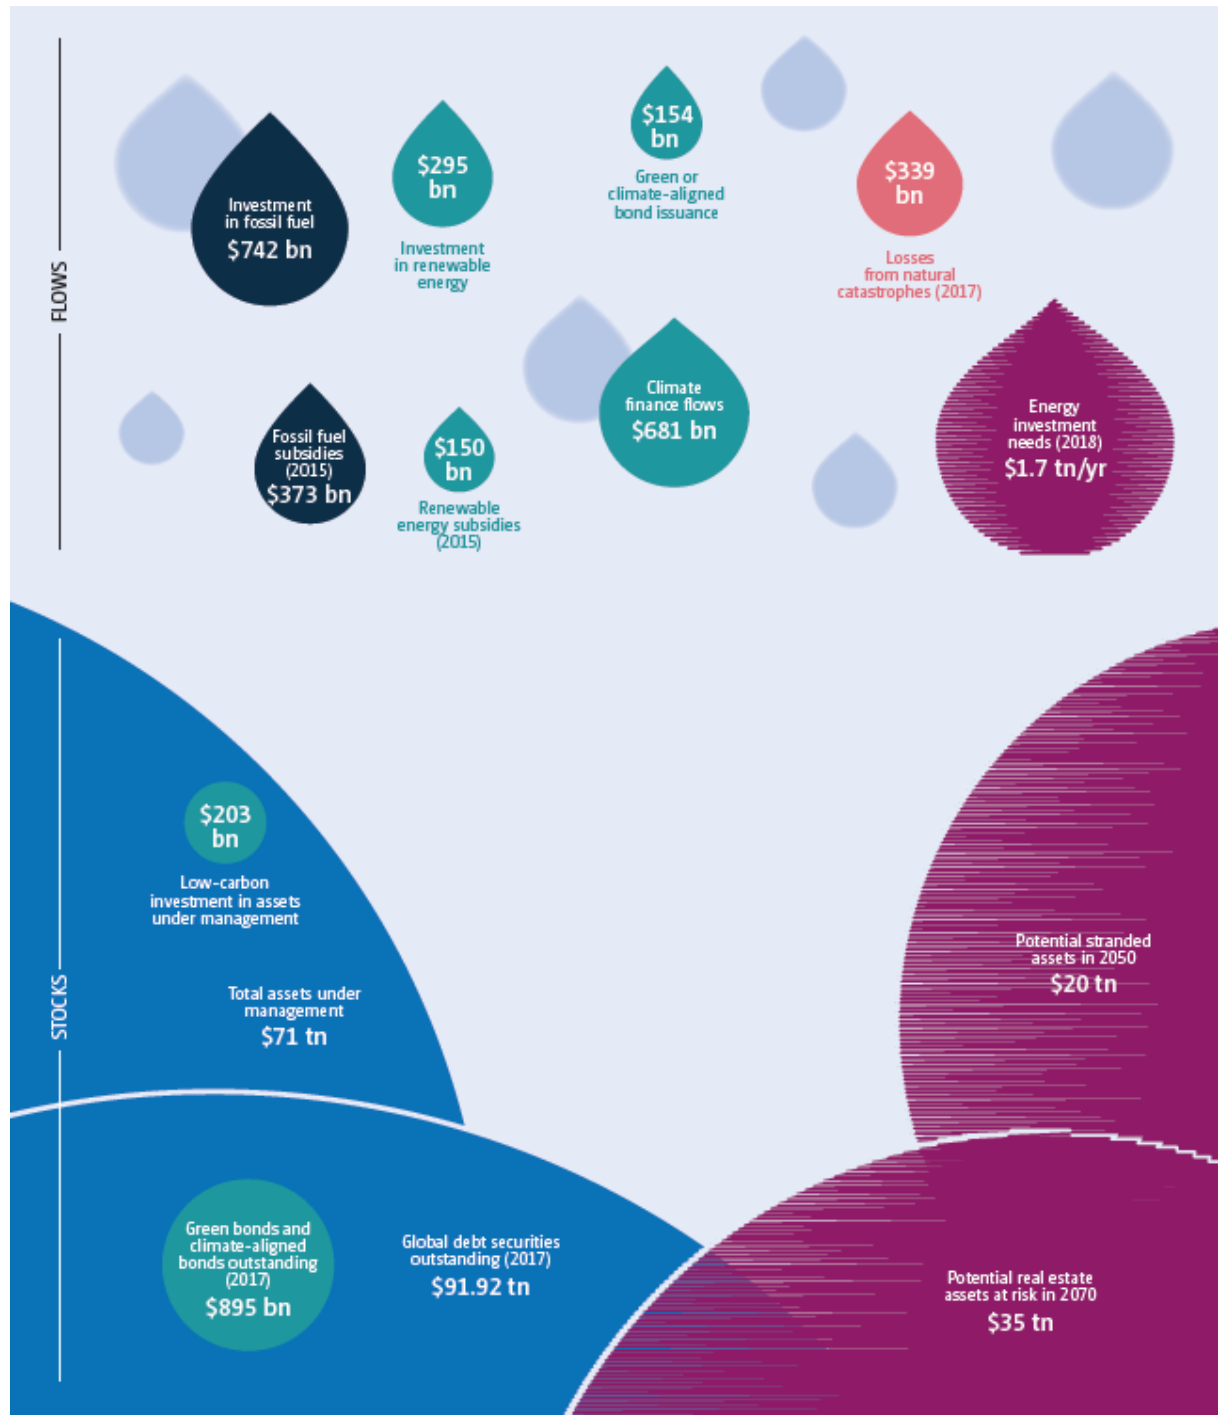 FLOWS
Investment
in fossil fuel
$742 bn
$295
bn
Investment
in renewable
energy
$154
bn
Green or
climate-aligned
bond issuance
$339
bn
Losses
from natural
catastrophes (2017)
Fossil fuel
subsidies
(2015)
$373 bn
$150
bn
Renewable
energy subsidies
(2015)
Climate
finance flows
$681 bn
Energy
investment
needs (2018)
$1.7 tn/yr
STOCKS
$203
bn
Low-carbon
investment in assets
under management
Total assets under
management
$71 tn
Potential stranded
assets in 2050
$20 tn
Green bonds and
climate-aligned
bonds outstanding
(2017)
$895 bn
Global debt securities
outstanding (2017)
$91.92 tn
Potential real estate
assets at risk in 2070
$35 tn